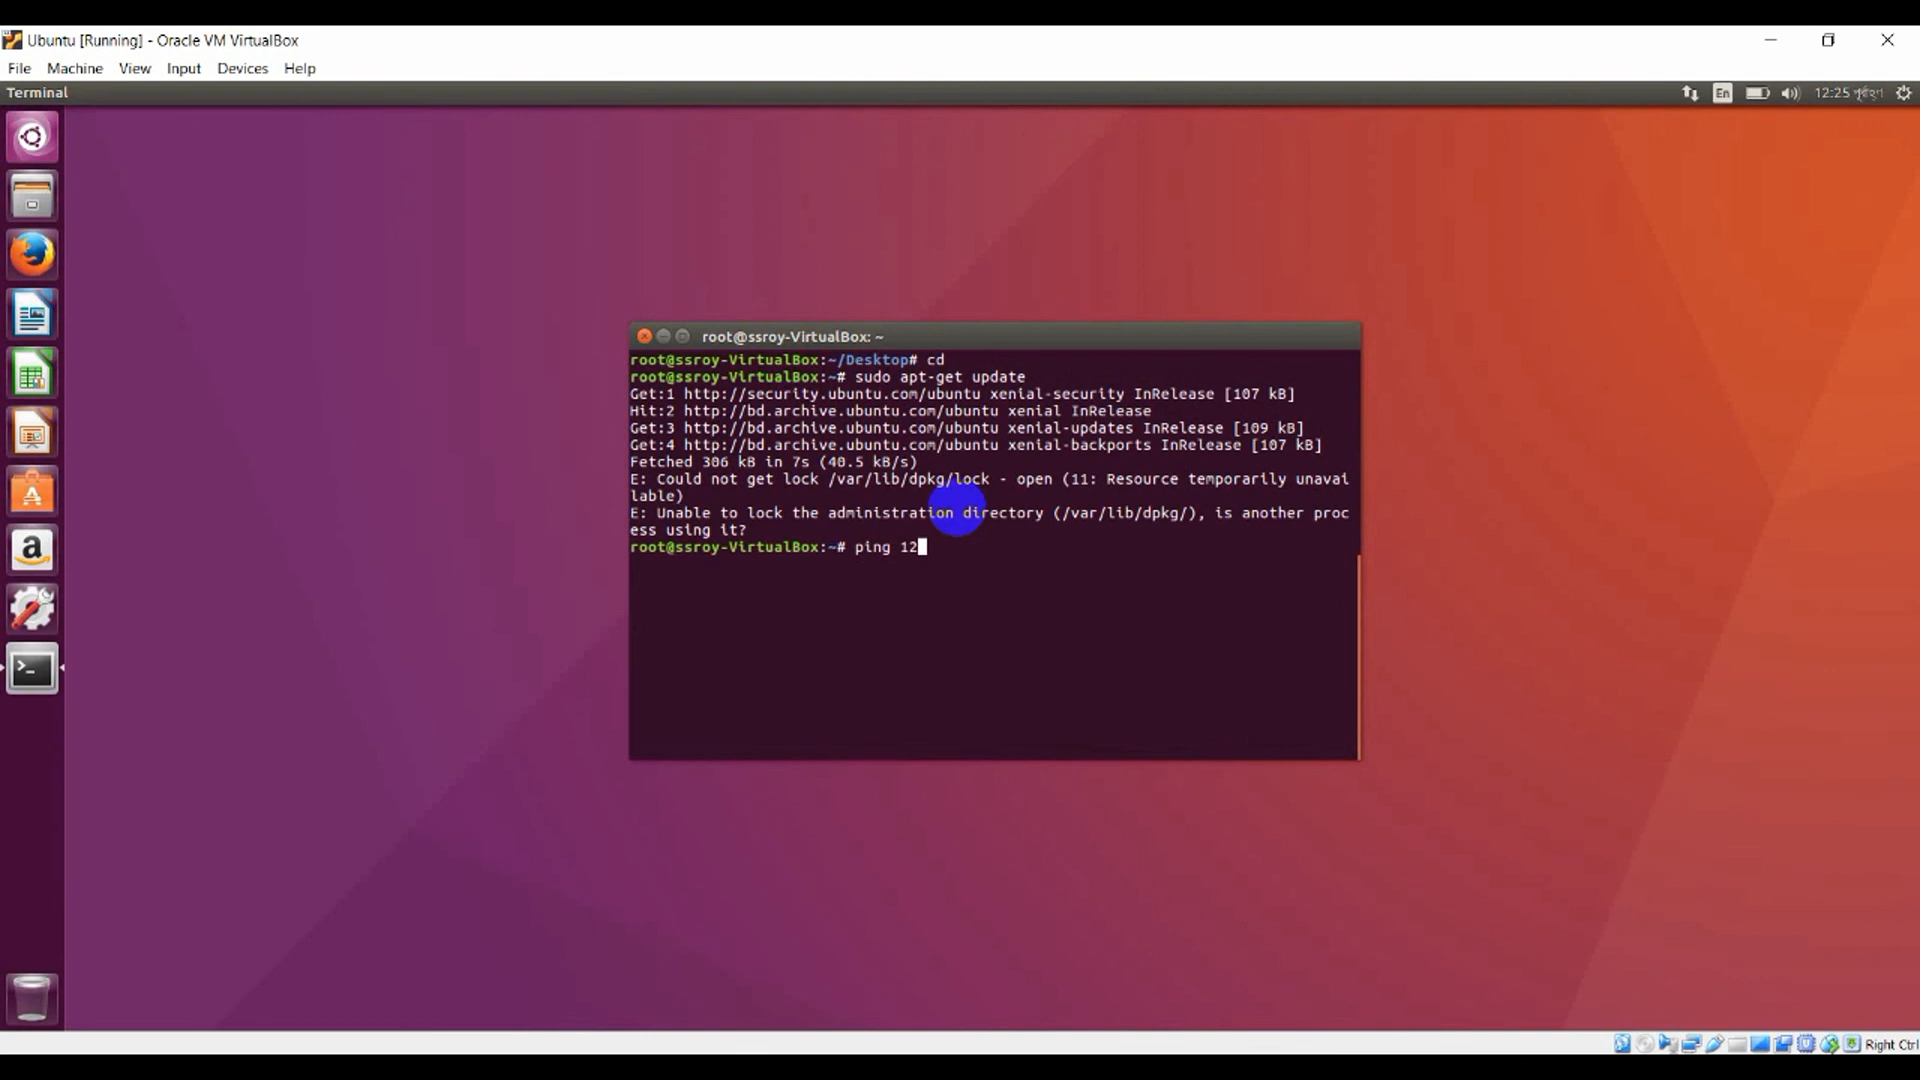 Ubuntu [Running] - Oracle VM VirtualBox
File Machine View Input Devices Help
Terminal
En
12:25 পূর্বাহ্ণ
root@ssroy-VirtualBox: ~
root@ssroy-VirtualBox:~/Desktop# cd
root@ssroy-VirtualBox:~# sudo apt-get update
Get:1 http://security.ubuntu.com/ubuntu xenial-security InRelease [107 kB]
Hit:2 http://bd.archive.ubuntu.com/ubuntu xenial InRelease
Get:3 http://bd.archive.ubuntu.com/ubuntu xenial-updates InRelease [109 kB]
Get:4 http://bd.archive.ubuntu.com/ubuntu xenial-backports InRelease [107 kB]
Fetched 306 kB in 7s (40.5 kB/s)
E: Could not get lock /var/lib/dpkg/lock - open (11: Resource temporarily unavai
lable)
E: Unable to lock the administration directory (/var/lib/dpkg/), is another proc
ess using it?
root@ssroy-VirtualBox:~# ping 12
Right Ctrl